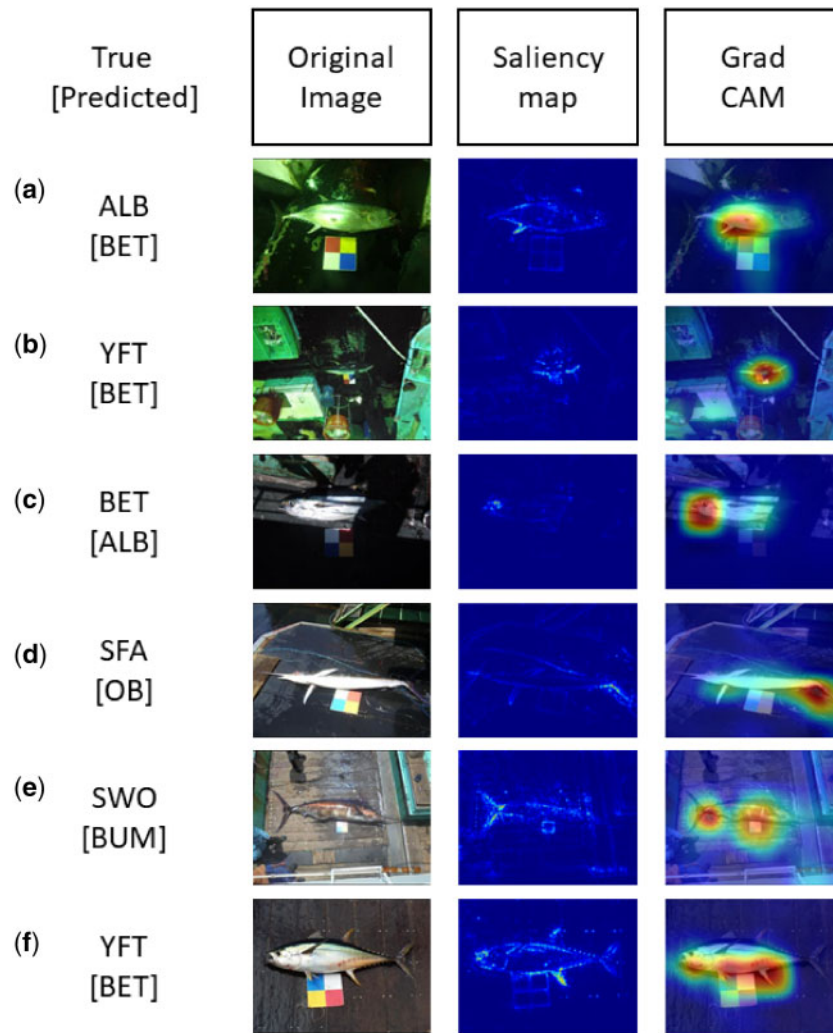 True
[Predicted]
Original
Image
Saliency
map
Grad
CAM
(a)
ALB
[BET]
(b)
YFT
[BET]
(c)
BET
[ALB]
(d)
SFA
[OB]
(e)
SWO
[BUM]
(f)
YFT
[BET]